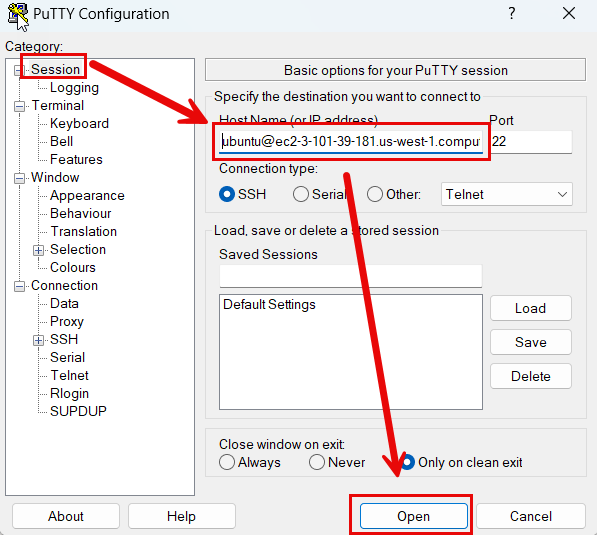 PuTTY Configuration
?
Category:
Session
Logging
Terminal
Keyboard
Bell
Features
Window
Appearance
Behaviour
Translation
Selection
Colours
Connection
Data
Proxy
SSH
Serial
Telnet
Rlogin
SUPDUP
Basic options for your PuTTY session
Specify the destination you want to connect to
Host Name (or IP address) Port
ubuntu@ec2-3-101-39-181.us-west-1.compu 22
Connection type:
SSH Serial Other: Telnet
Load, save or delete a stored session
Saved Sessions
Default Settings
Load
Save
Delete
Close window on exit:
Always Never Only on clean exit
About Help Open Cancel